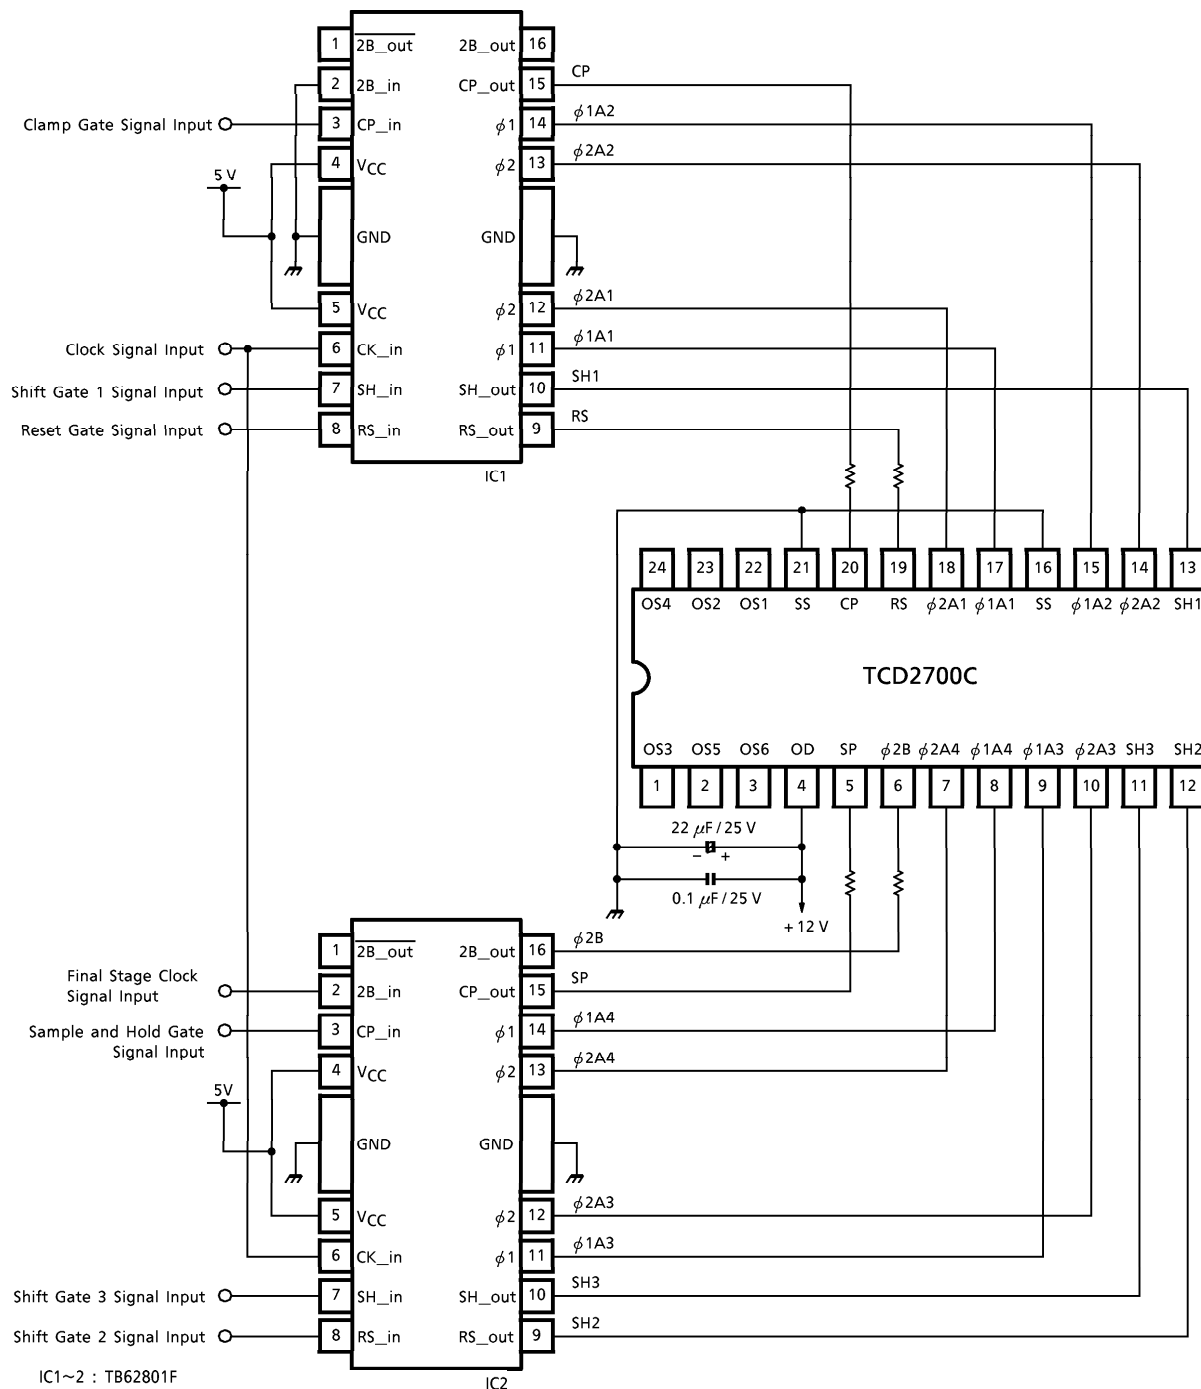 1 2B_out 2B_out 16
2 2B_in CP_out 15 CP
Clamp Gate Signal Input 3 CP_in ϕ1 14 ϕ1A2
4 VCC ϕ2 13 ϕ2A2
5 V
GND GND
5 VCC ϕ2 12 ϕ2A1
Clock Signal Input 6 CK_in ϕ1 11 ϕ1A1
Shift Gate 1 Signal Input 7 SH_in SH_out 10 SH1
Reset Gate Signal Input 8 RS_in RS_out 9 RS
IC1
24 23 22 21 20 19 18 17 16 15 14 13
OS4 OS2 OS1 SS CP RS ϕ2A1 ϕ1A1 SS ϕ1A2 ϕ2A2 SH1
TCD2700C
OS3 OS5 OS6 OD SP ϕ2B ϕ2A4 ϕ1A4 ϕ1A3 ϕ2A3 SH3 SH2
1 2 3 4 5 6 7 8 9 10 11 12
22 μF / 25 V
− +
0.1 μF / 25 V
+ 12 V
1 2B_out 2B_out 16 ϕ2B
Final Stage Clock
Signal Input
2 2B_in CP_out 15 SP
Sample and Hold Gate
Signal Input
3 CP_in ϕ1 14 ϕ1A4
4 VCC ϕ2 13 ϕ2A4
5V
GND GND
5 VCC ϕ2 12 ϕ2A3
6 CK_in ϕ1 11 ϕ1A3
Shift Gate 3 Signal Input 7 SH_in SH_out 10 SH3
Shift Gate 2 Signal Input 8 RS_in RS_out 9 SH2
IC1~2 : TB62801F
IC2